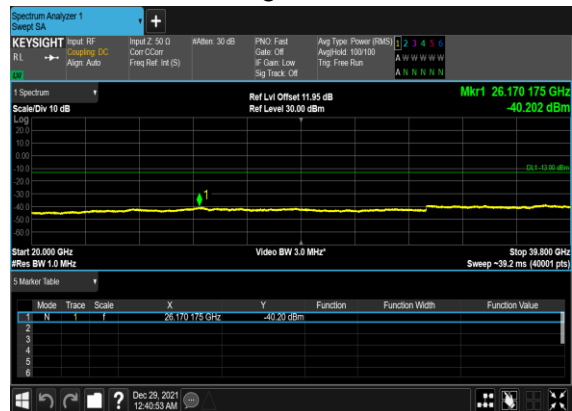 Spectrum Analyzer 1
Swept SA
+
KEYSIGHT Input: RF Input Z: 50 Ω #Atten: 30 dB PNO: Fast Avg Type: Power (RMS) 1 2 3 4 5 6
RL Coupling: DC Corr CCorr Gate: Off Avg|Hold: 100/100 A W W W W W
Align: Auto Freq Ref: Int (S) IF Gain: Low Trig: Free Run
Sig Track: Off A N N N N N
1 Spectrum Ref Lvl Offset 11.95 dB Mkr1 26.170 175 GHz
Scale/Div 10 dB Ref Level 30.00 dBm -40.202 dBm
Log
20.0
10.0
0.00
-10.0 DL1 -13.00 dBm
-20.0
-30.0
1
-40.0
-50.0
-60.0
Start 20.000 GHz Video BW 3.0 MHz* Stop 39.800 GHz
#Res BW 1.0 MHz Sweep ~39.2 ms (40001 pts)
5 Marker Table
Mode Trace Scale X Y Function Function Width Function Value
1 N 1 f 26.170 175 GHz -40.20 dBm
2
3
4
5
6
? Dec 29, 2021
12:40:53 AM